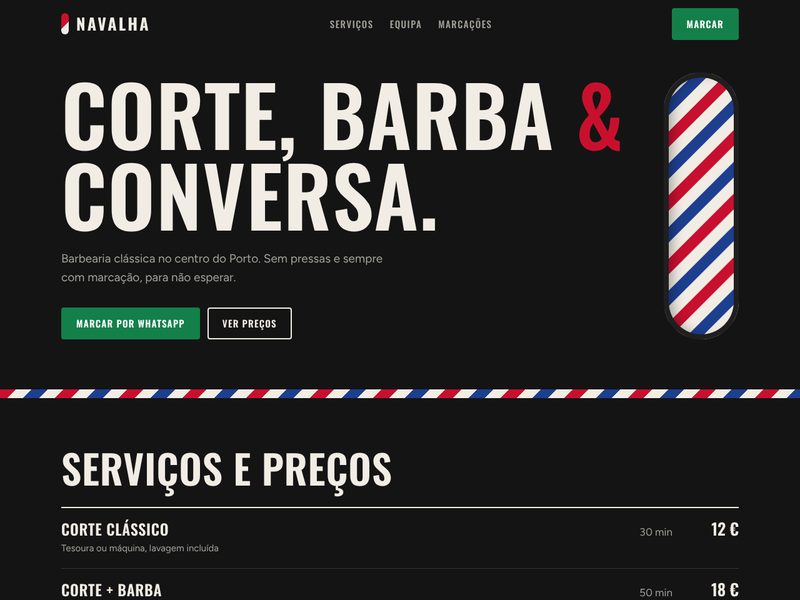 NAVALHA
SERVIÇOS EQUIPA MARCAÇÕES
MARCAR
CORTE, BARBA &
CONVERSA.
Barbearia clássica no centro do Porto. Sem pressas e sempre
com marcação, para não esperar.
MARCAR POR WHATSAPP
VER PREÇOS
SERVIÇOS E PREÇOS
CORTE CLÁSSICO 30 min 12 €
Tesoura ou máquina, lavagem incluída
CORTE + BARBA 50 min 18 €